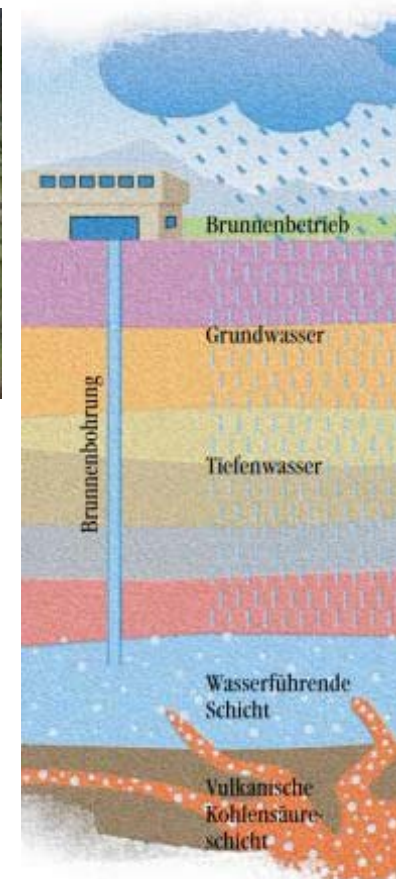 Brunnenbetrieb
Grundwasser
Brunnenbohrung
Tiefenwasser
Wasserführende
Schicht
Vulkanische
Kohlensäure-
schicht